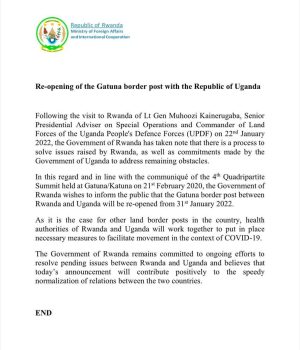 Republic of Rwanda
Ministry of Foreign Affairs
and International Cooperation
Re-opening of the Gatuna border post with the Republic of Uganda
Following the visit to Rwanda of Lt Gen Muhoozi Kainerugaba, Senior
Presidential Adviser on Special Operations and Commander of Land
Forces of the Uganda People's Defence Forces (UPDF) on 22nd January
2022, the Government of Rwanda has taken note that there is a process to
solve issues raised by Rwanda, as well as commitments made by the
Government of Uganda to address remaining obstacles.
In this regard and in line with the communiqué of the 4th Quadripartite
Summit held at Gatuna/Katuna on 21st February 2020, the Government of
Rwanda wishes to inform the public that the Gatuna border post between
Rwanda and Uganda will be re-opened from 31st January 2022.
As it is the case for other land border posts in the country, health
authorities of Rwanda and Uganda will work together to put in place
necessary measures to facilitate movement in the context of COVID-19.
The Government of Rwanda remains committed to ongoing efforts to
resolve pending issues between Rwanda and Uganda and believes that
today's announcement will contribute positively to the speedy
normalization of relations between the two countries.
END